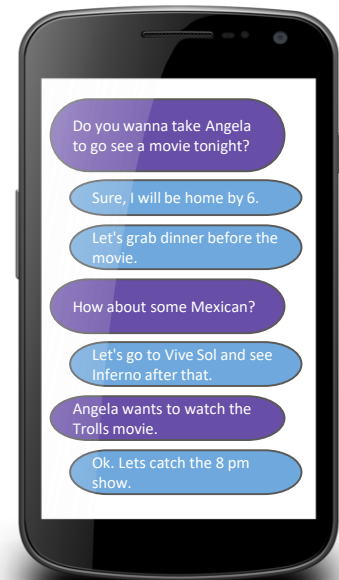 Do you wanna take Angela
to go see a movie tonight?
Sure, I will be home by 6.
Let's grab dinner before the
movie.
How about some Mexican?
Let's go to Vive Sol and see
Inferno after that.
Angela wants to watch the
Trolls movie.
Ok. Lets catch the 8 pm
show.